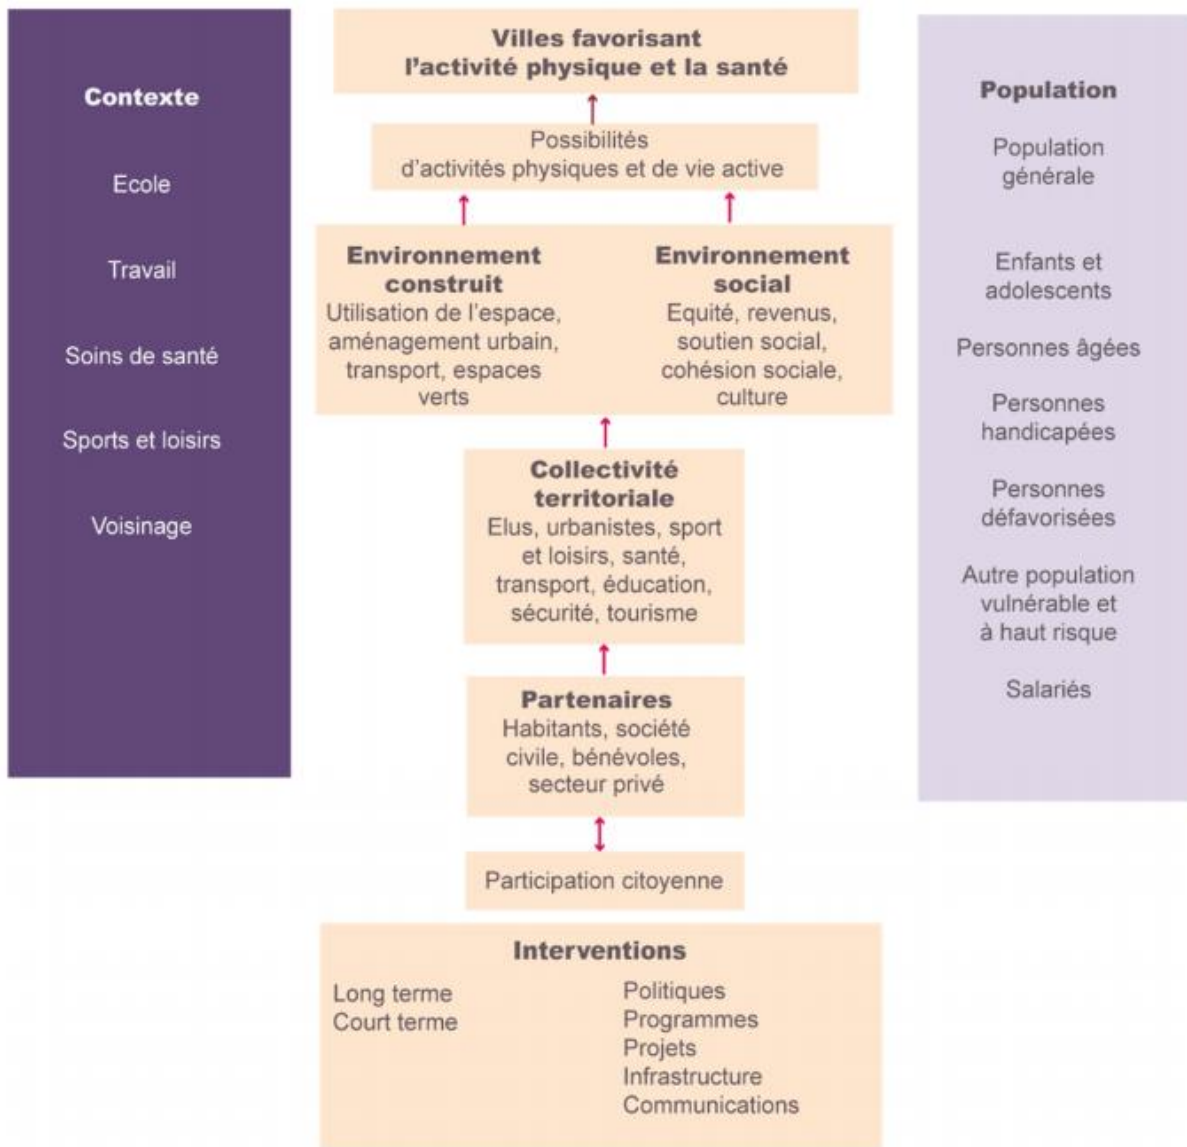 Contexte
Ecole
Travail
Soins de santé
Sports et loisirs
Voisinage
Villes favorisant
l'activité physique et la santé
Possibilités
d'activités physiques et de vie active
Environnement
construit
Utilisation de l'espace,
aménagement urbain,
transport, espaces
verts
Environnement
social
Equité, revenus,
soutien social,
cohésion sociale,
culture
Collectivité
territoriale
Elus, urbanistes, sport
et loisirs, santé,
transport, éducation,
sécurité, tourisme
Partenaires
Habitants, société
civile, bénévoles,
secteur privé
Participation citoyenne
Interventions
Long terme
Court terme
Politiques
Programmes
Projets
Infrastructure
Communications
Population
Population
générale
Enfants et
adolescents
Personnes âgées
Personnes
handicapées
Personnes
défavorisées
Autre population
vulnérable et
à haut risque
Salariés